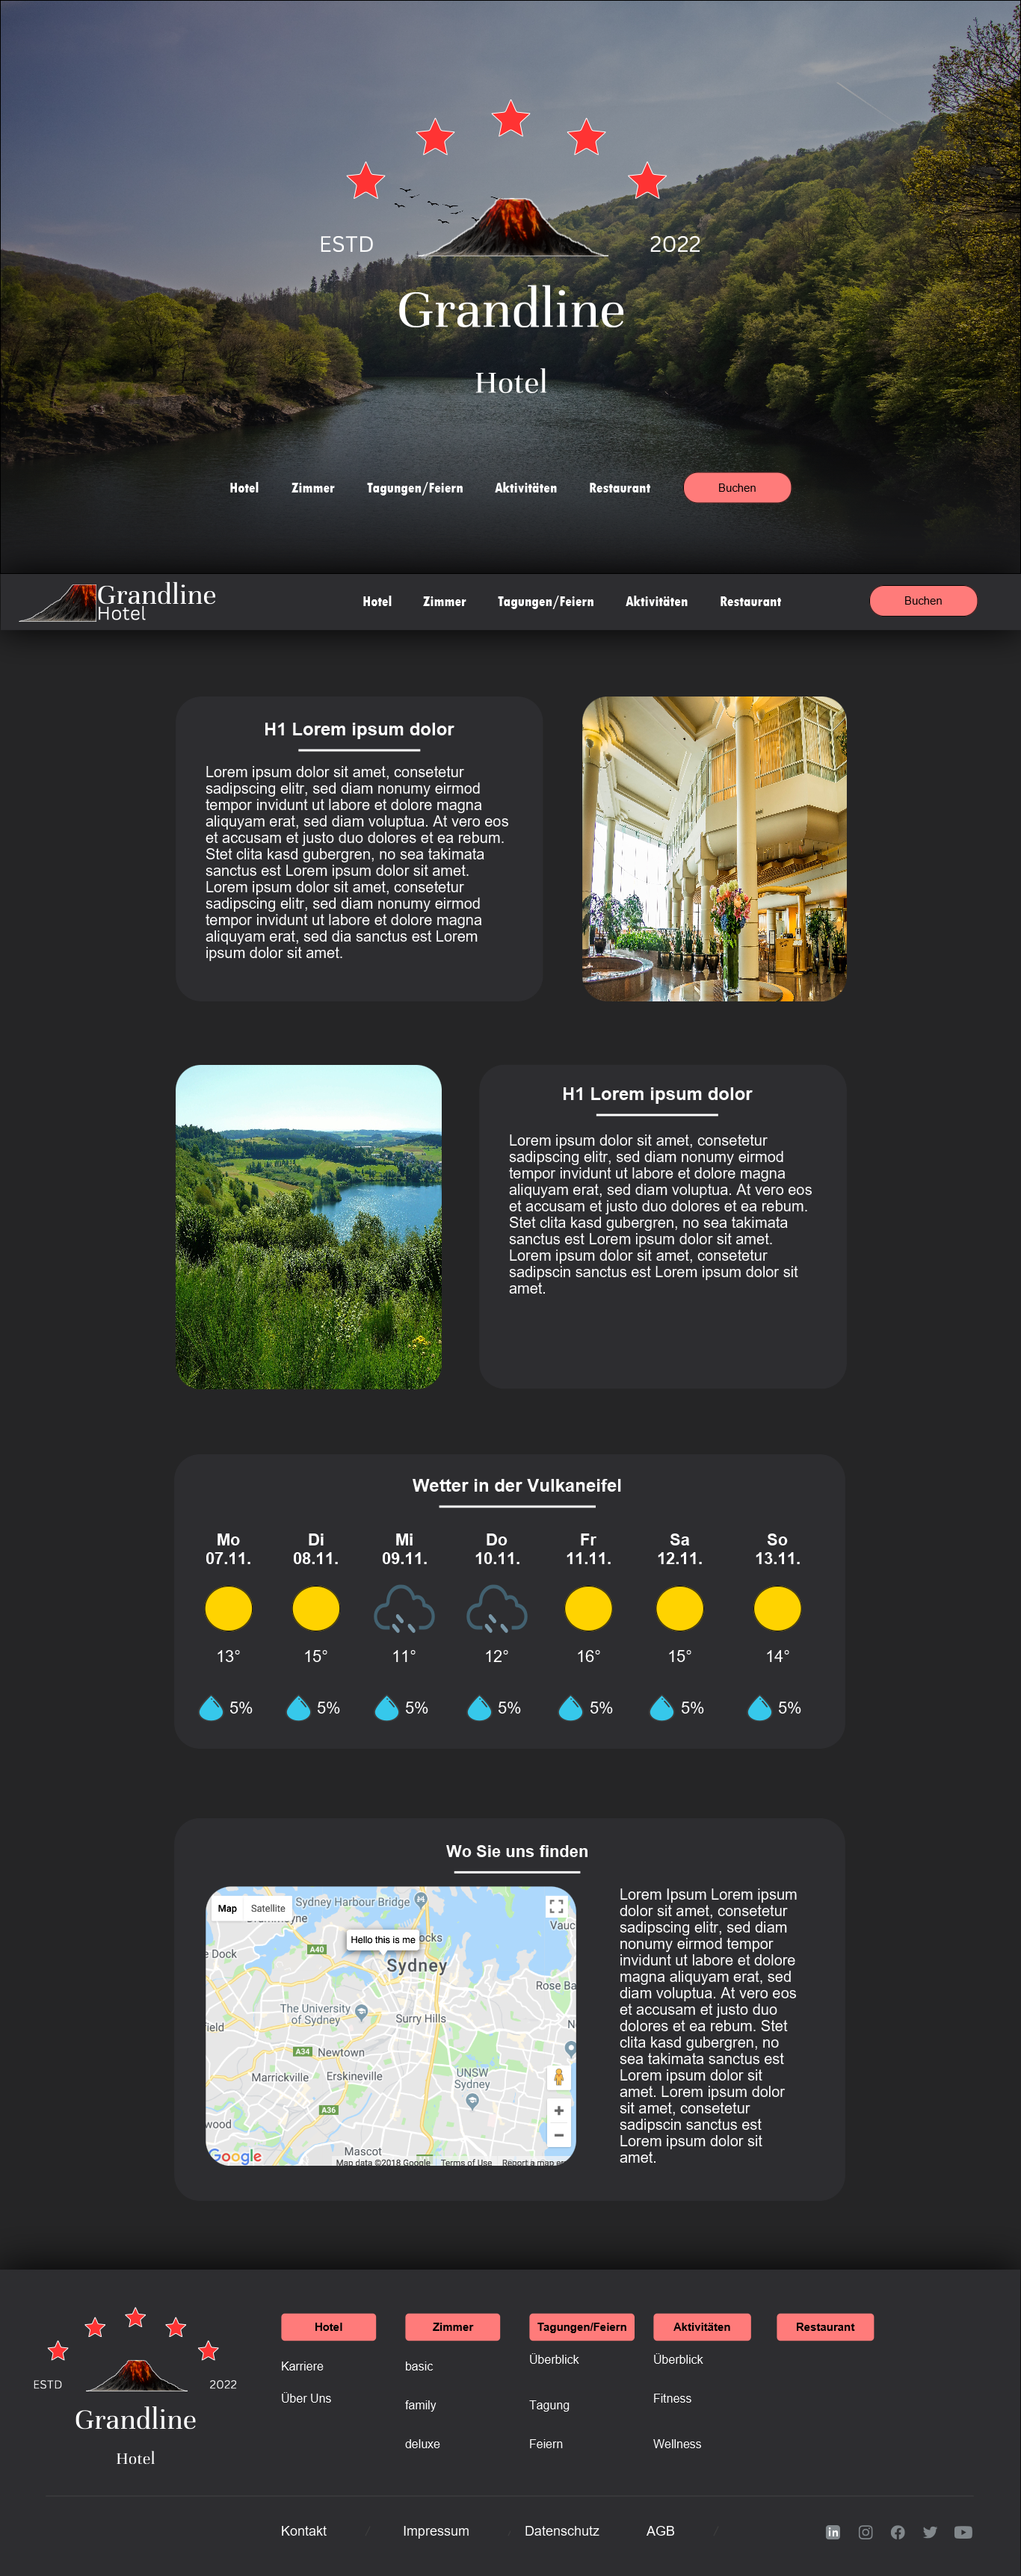 ESTD 2022
Grandline
Hotel
Hotel Zimmer Tagungen/Feiern Aktivitäten Restaurant Buchen
Grandline
Hotel
Hotel Zimmer Tagungen/Feiern Aktivitäten Restaurant Buchen
H1 Lorem ipsum dolor
Lorem ipsum dolor sit amet, consetetur
sadipscing elitr, sed diam nonumy eirmod
tempor invidunt ut labore et dolore magna
aliquyam erat, sed diam voluptua. At vero eos
et accusam et justo duo dolores et ea rebum.
Stet clita kasd gubergren, no sea takimata
sanctus est Lorem ipsum dolor sit amet.
Lorem ipsum dolor sit amet, consetetur
sadipscing elitr, sed diam nonumy eirmod
tempor invidunt ut labore et dolore magna
aliquyam erat, sed dia sanctus est Lorem
ipsum dolor sit amet.
H1 Lorem ipsum dolor
Lorem ipsum dolor sit amet, consetetur
sadipscing elitr, sed diam nonumy eirmod
tempor invidunt ut labore et dolore magna
aliquyam erat, sed diam voluptua. At vero eos
et accusam et justo duo dolores et ea rebum.
Stet clita kasd gubergren, no sea takimata
sanctus est Lorem ipsum dolor sit amet.
Lorem ipsum dolor sit amet, consetetur
sadipscin sanctus est Lorem ipsum dolor sit
amet.
Wetter in der Vulkaneifel
Mo Di Mi Do Fr Sa So
07.11. 08.11. 09.11. 10.11. 11.11. 12.11. 13.11.
13° 15° 11° 12° 16° 15° 14°
5% 5% 5% 5% 5% 5% 5%
Wo Sie uns finden
Map Satellite
Sydney Harbour Bridge
Vauc
ocks
Dock
A40
Hello this is me
Sydney
Rose Ba
The University
of Sydney
Surry Hills
ield
N
A34
Newtown
Marrickville
Erskineville
UNSW
Sydney
A36
wood
Mascot
Google
Map data ©2018 Google Terms of Use Report a map er
Lorem Ipsum Lorem ipsum
dolor sit amet, consetetur
sadipscing elitr, sed diam
nonumy eirmod tempor
invidunt ut labore et dolore
magna aliquyam erat, sed
diam voluptua. At vero eos
et accusam et justo duo
dolores et ea rebum. Stet
clita kasd gubergren, no
sea takimata sanctus est
Lorem ipsum dolor sit
amet. Lorem ipsum dolor
sit amet, consetetur
sadipscin sanctus est
Lorem ipsum dolor sit
amet.
ESTD 2022
Grandline
Hotel
Hotel
Karriere
Über Uns
Zimmer
basic
family
deluxe
Tagungen/Feiern
Überblick
Tagung
Feiern
Aktivitäten
Überblick
Fitness
Wellness
Restaurant
Kontakt / Impressum / Datenschutz AGB /